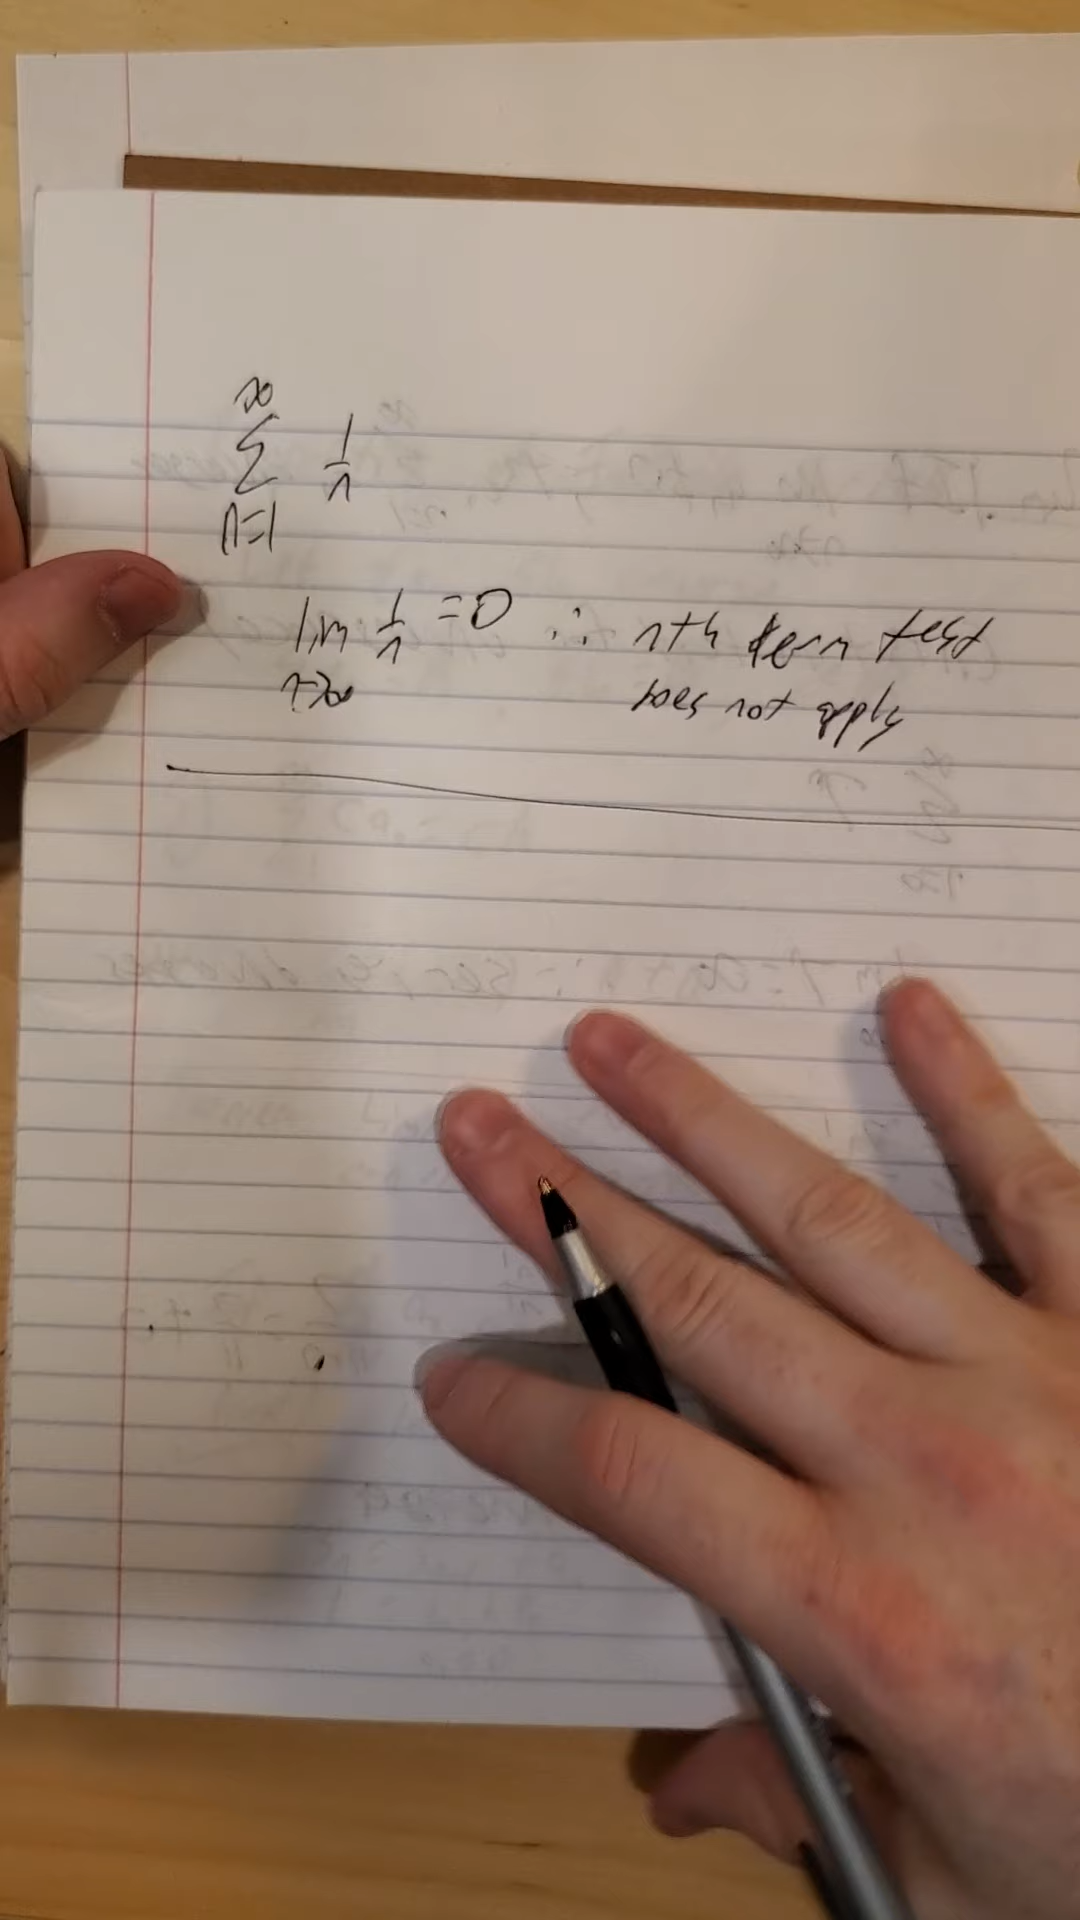 ∞
Σ 1/n
n=1
lim 1/n = 0 ∴ nth term test
n→∞ does not apply